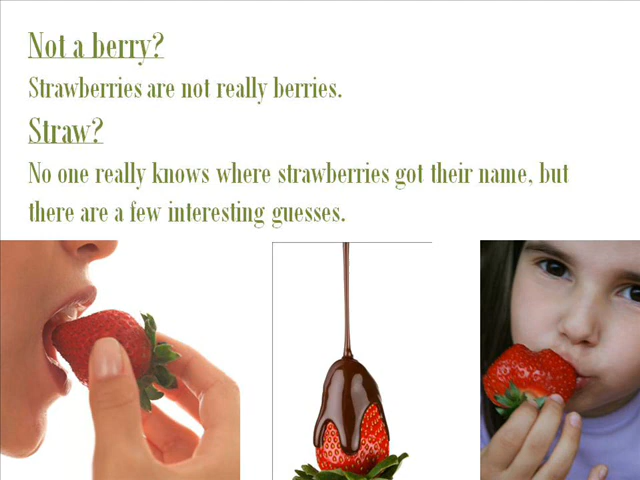 Not a berry?
Strawberries are not really berries.
Straw?
No one really knows where strawberries got their name, but
there are a few interesting guesses.